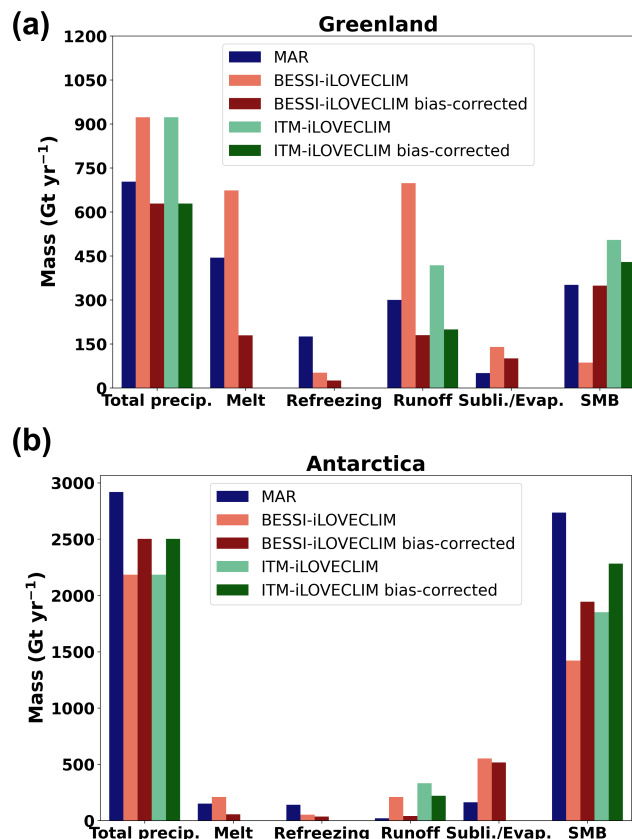 (a)
Greenland
1200
1050
900
750
600
450
300
150
0
Mass (Gt yr⁻¹)
MAR
BESSI-iLOVECLIM
BESSI-iLOVECLIM bias-corrected
ITM-iLOVECLIM
ITM-iLOVECLIM bias-corrected
Total precip. Melt Refreezing Runoff Subli./Evap. SMB
(b)
Antarctica
3000
2500
2000
1500
1000
500
0
Mass (Gt yr⁻¹)
MAR
BESSI-iLOVECLIM
BESSI-iLOVECLIM bias-corrected
ITM-iLOVECLIM
ITM-iLOVECLIM bias-corrected
Total precip. Melt Refreezing Runoff Subli./Evap. SMB